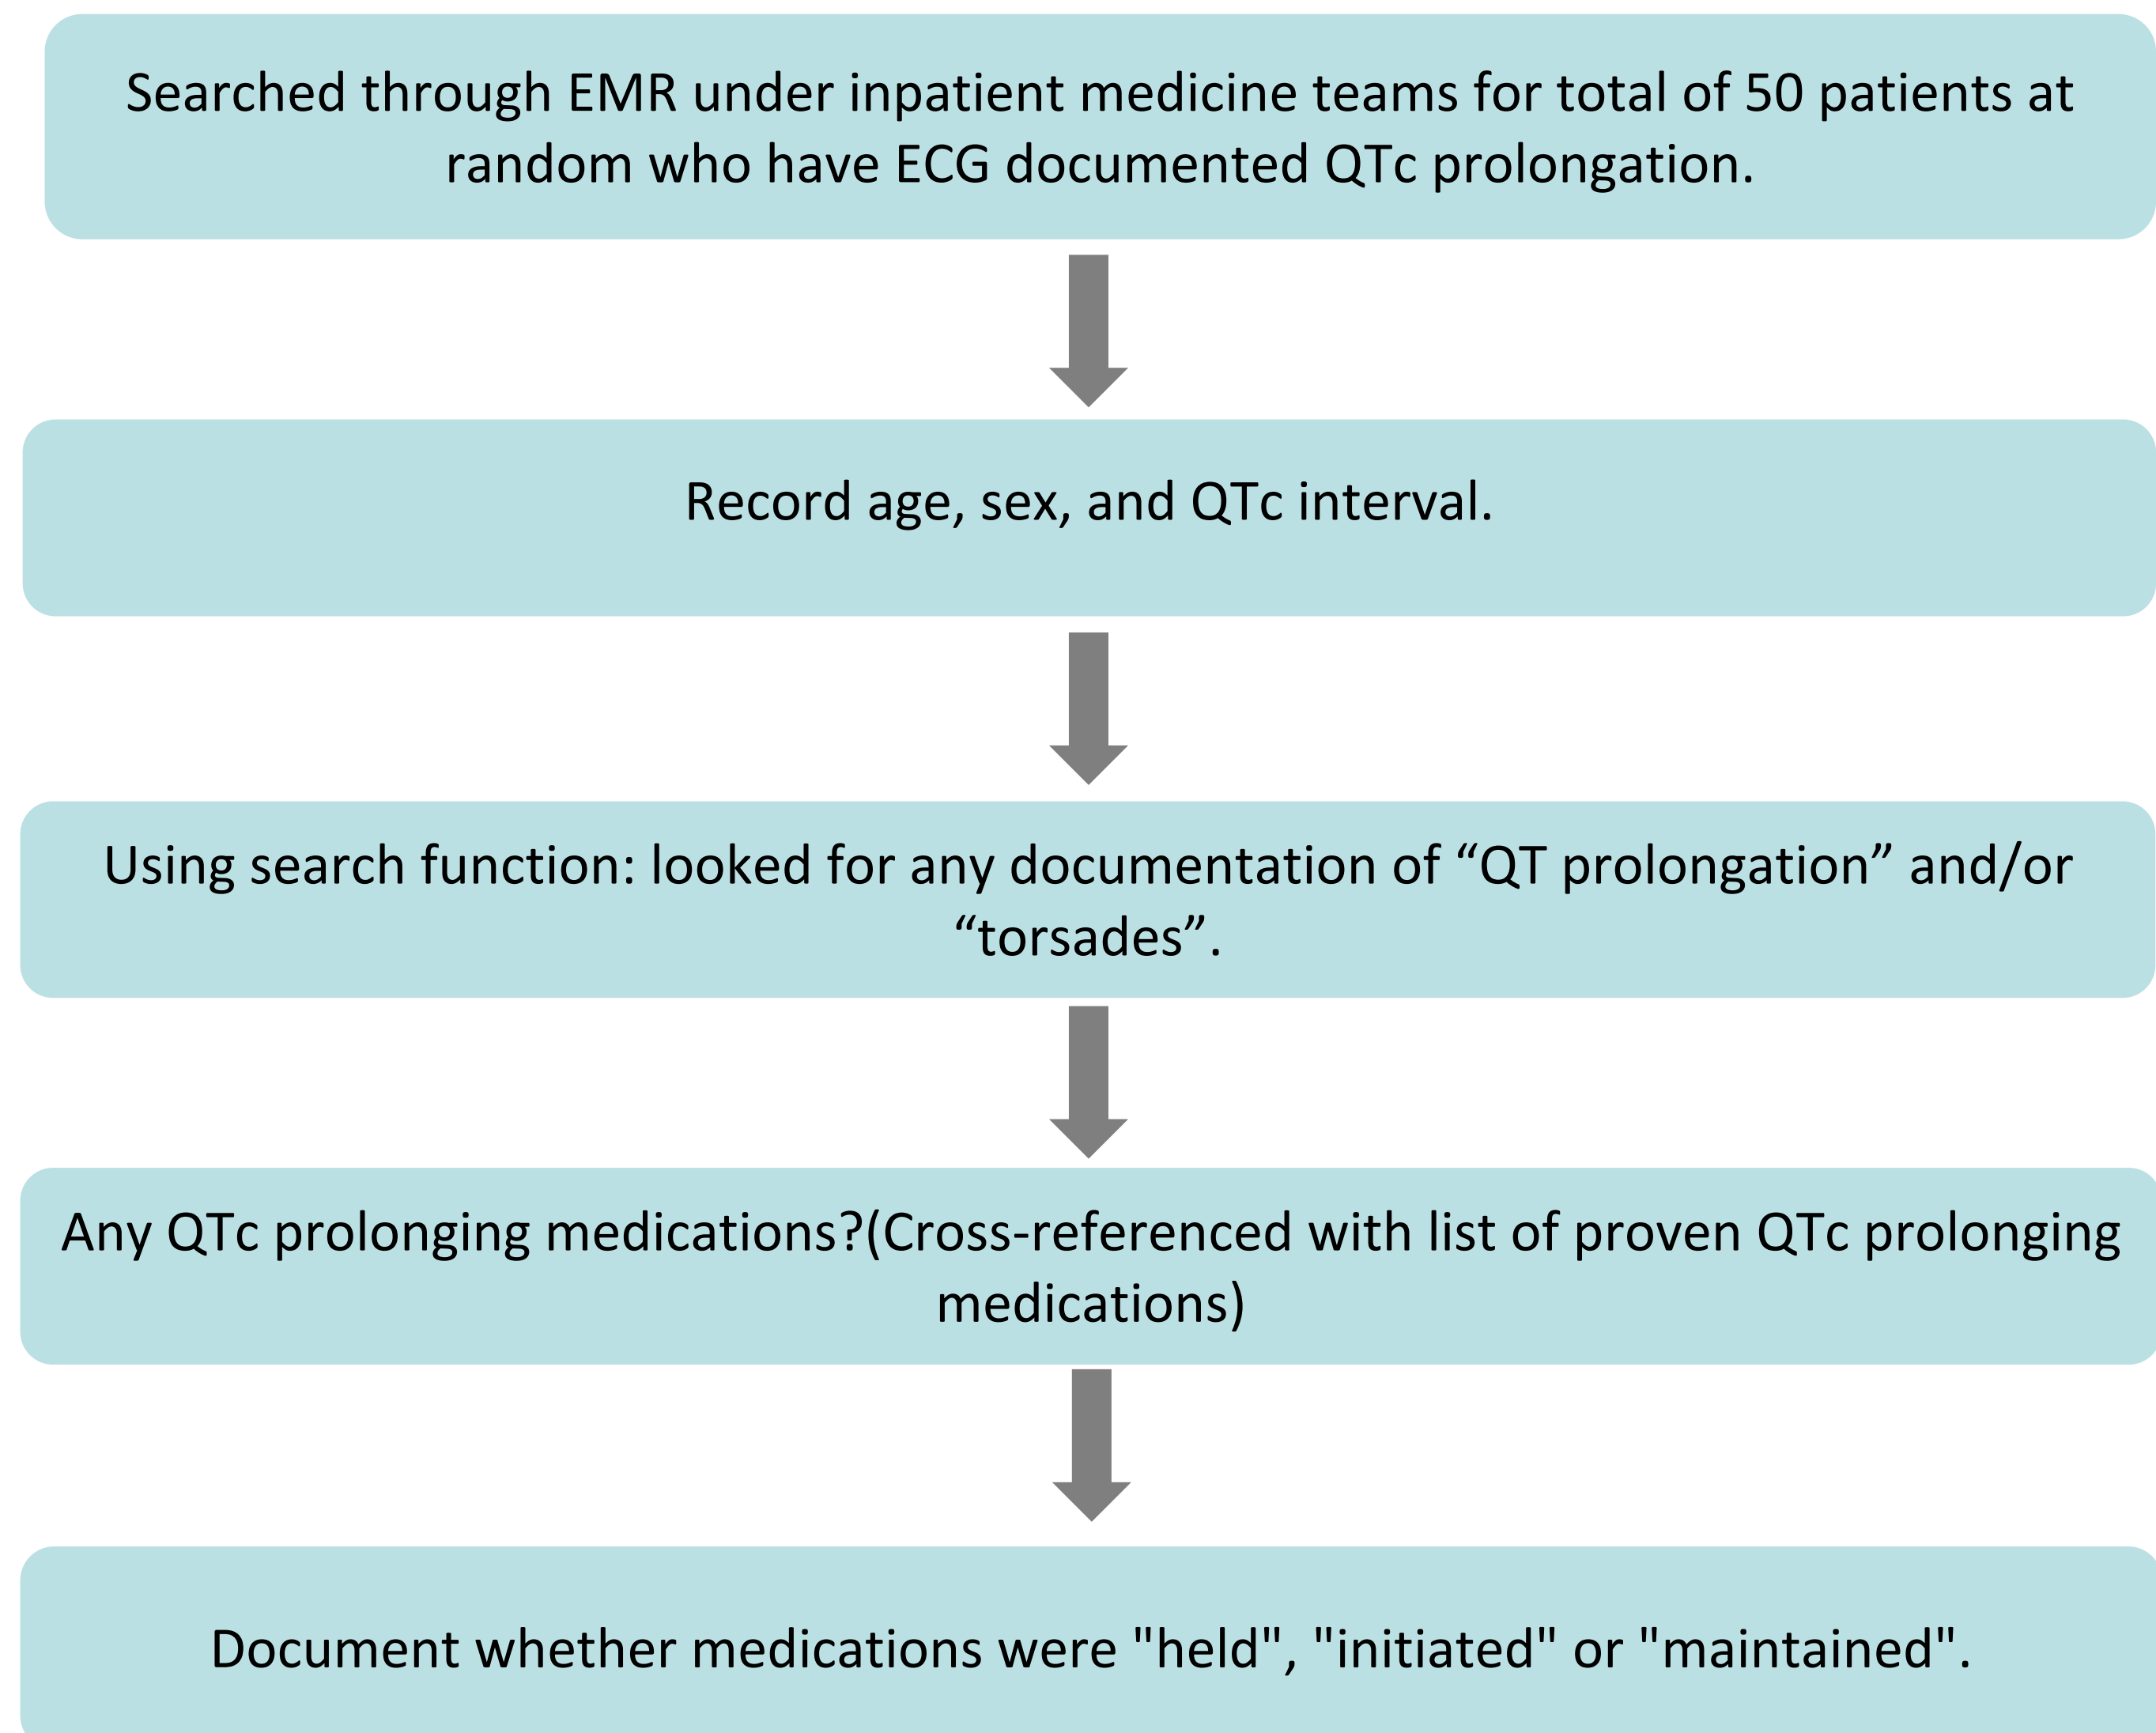 Searched through EMR under inpatient medicine teams for total of 50 patients at
random who have ECG documented QTc prolongation.
Record age, sex, and QTc interval.
Using search function: looked for any documentation of “QT prolongation” and/or
“torsades”.
Any QTc prolonging medications?(Cross-referenced with list of proven QTc prolonging
medications)
Document whether medications were "held", "initiated" or "maintained".